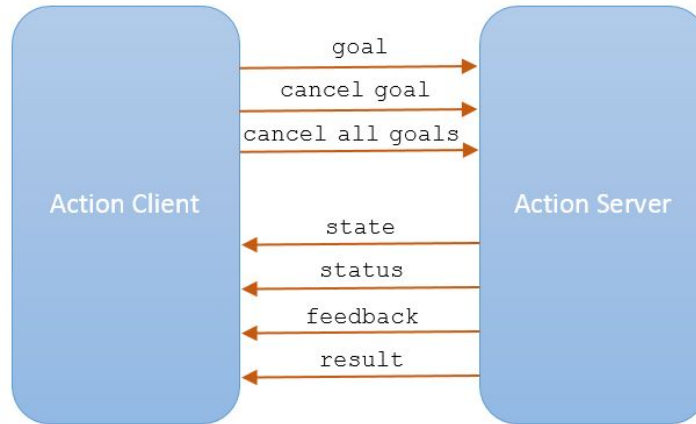 goal
cancel goal
cancel all goals
Action Client
Action Server
state
status
feedback
result